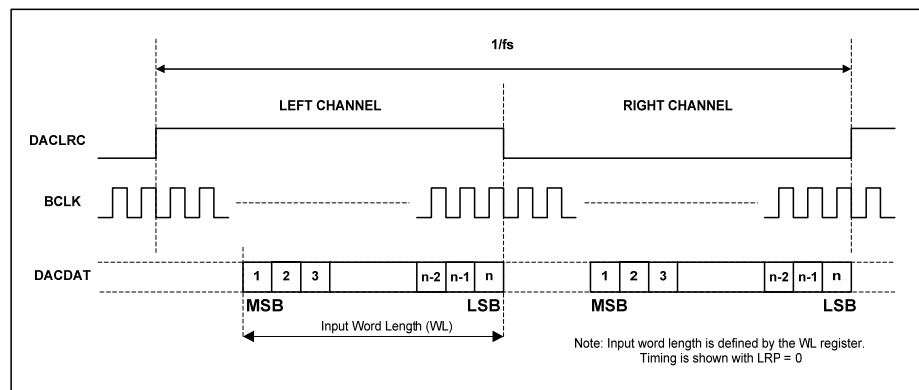 1/fs
LEFT CHANNEL RIGHT CHANNEL
DACLRC
BCLK
DACDAT 1 2 3 n-2 n-1 n 1 2 3 n-2 n-1 n
MSB LSB MSB LSB
Input Word Length (WL)
Note: Input word length is defined by the WL register.
Timing is shown with LRP = 0